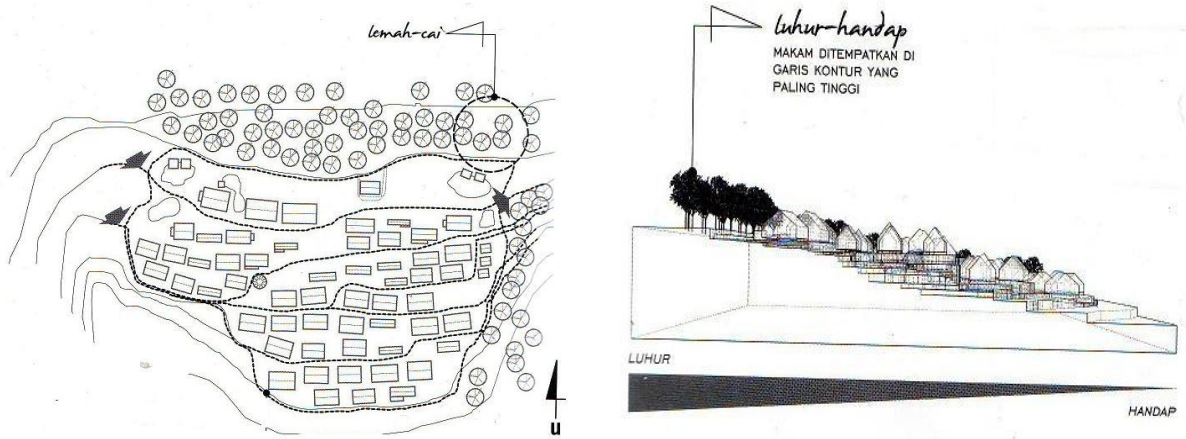 lemah-cai
u
luhur-handap
MAKAM DITEMPATKAN DI
GARIS KONTUR YANG
PALING TINGGI
LUHUR
HANDAP